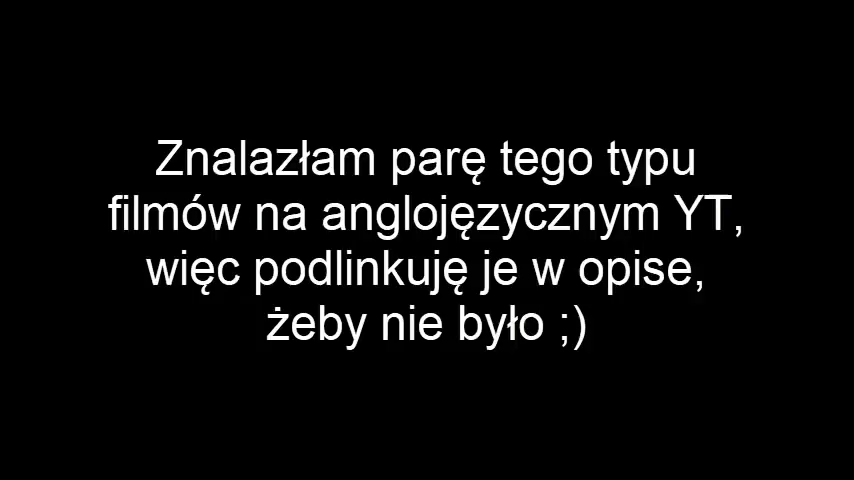 Znalazłam parę tego typu
filmów na anglojęzycznym YT,
więc podlinkuję je w opise,
żeby nie było ;)